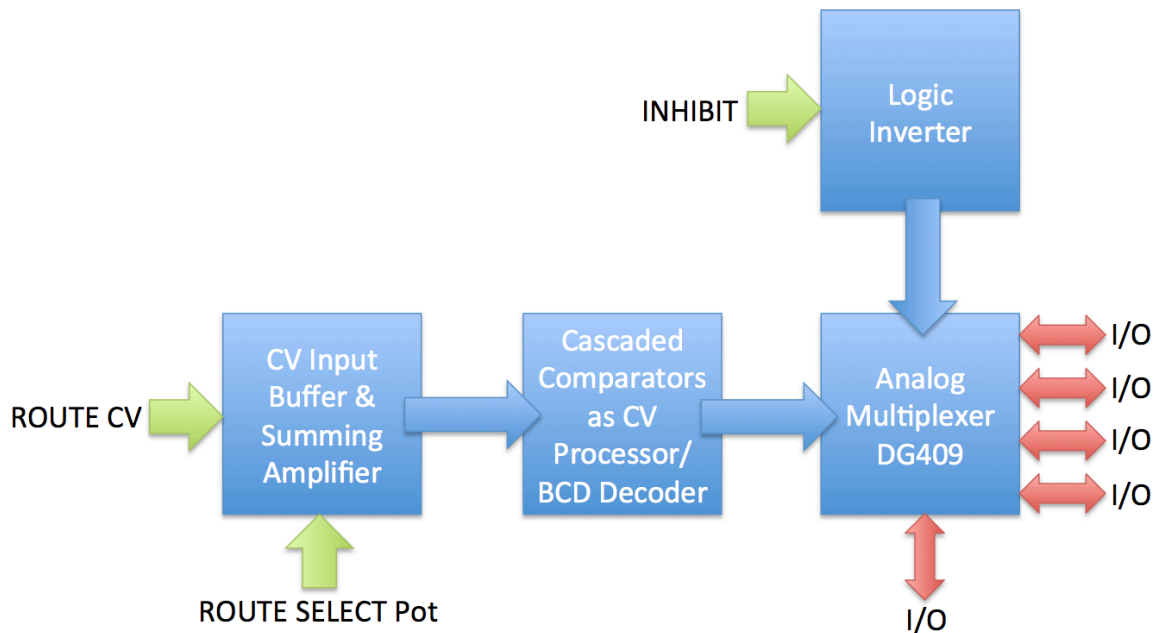 Logic
Inverter
INHIBIT
CV Input
Buffer &
Summing
Amplifier
Cascaded
Comparators
as CV
Processor/
BCD Decoder
Analog
Multiplexer
DG409
I/O
I/O
I/O
I/O
ROUTE CV
ROUTE SELECT Pot
I/O